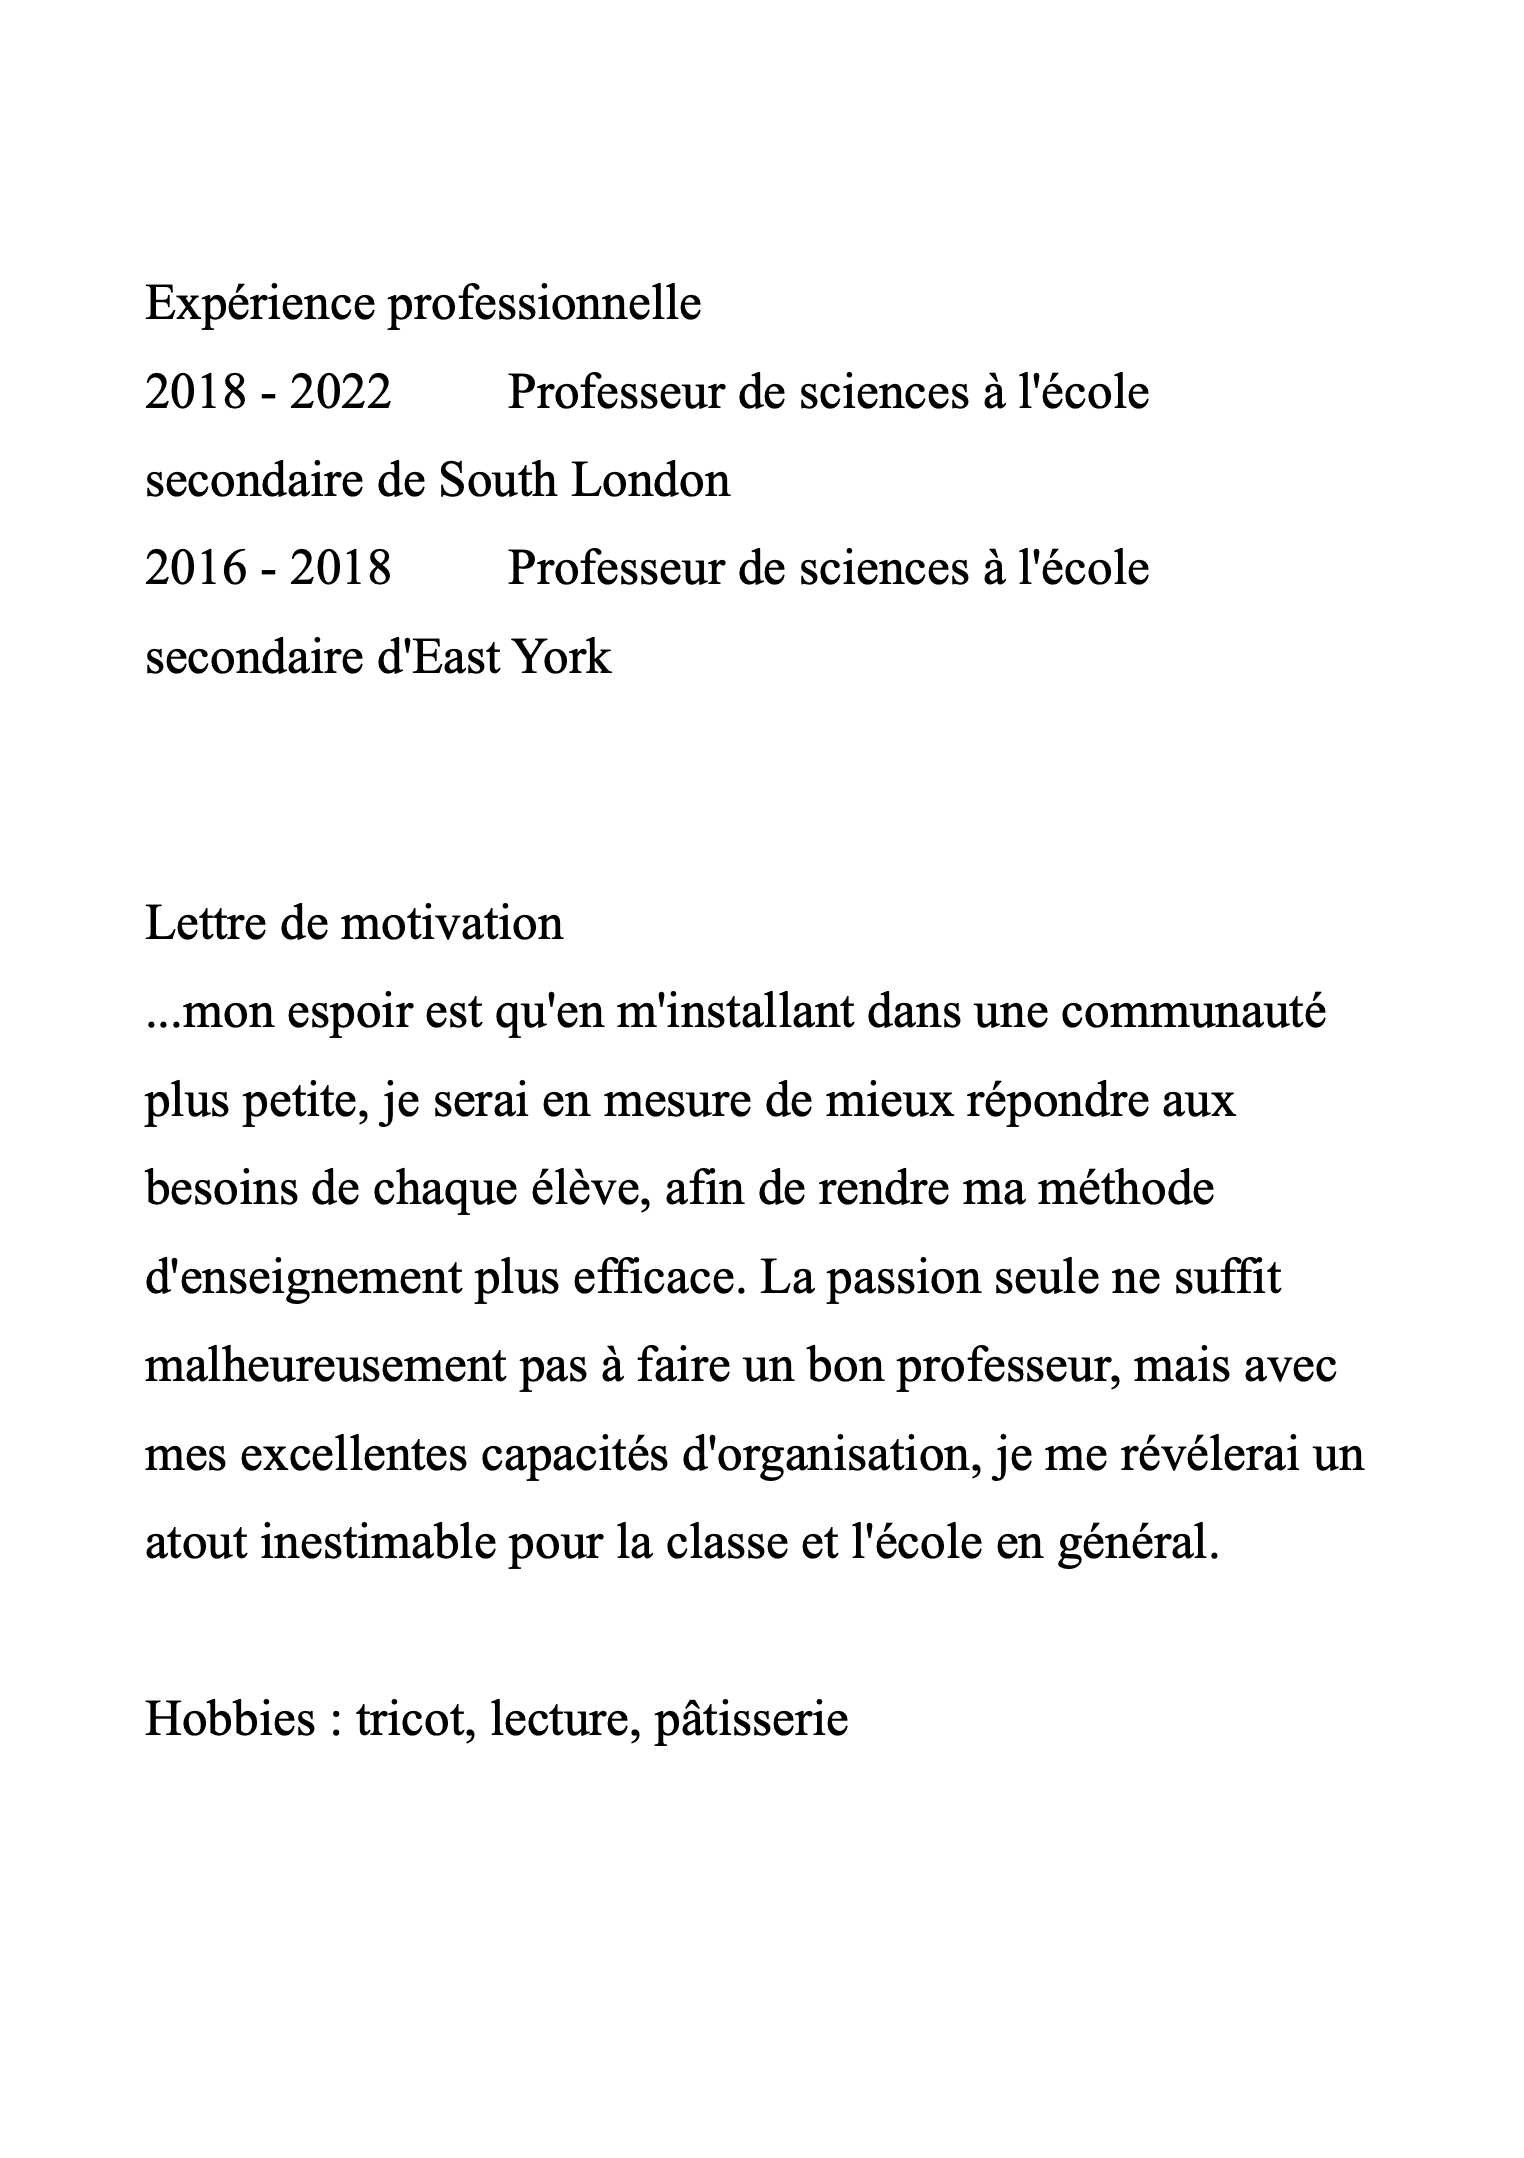 Expérience professionnelle
2018 - 2022 Professeur de sciences à l'école
secondaire de South London
2016 - 2018 Professeur de sciences à l'école
secondaire d'East York
Lettre de motivation
...mon espoir est qu'en m'installant dans une communauté
plus petite, je serai en mesure de mieux répondre aux
besoins de chaque élève, afin de rendre ma méthode
d'enseignement plus efficace. La passion seule ne suffit
malheureusement pas à faire un bon professeur, mais avec
mes excellentes capacités d'organisation, je me révélerai un
atout inestimable pour la classe et l'école en général.
Hobbies : tricot, lecture, pâtisserie